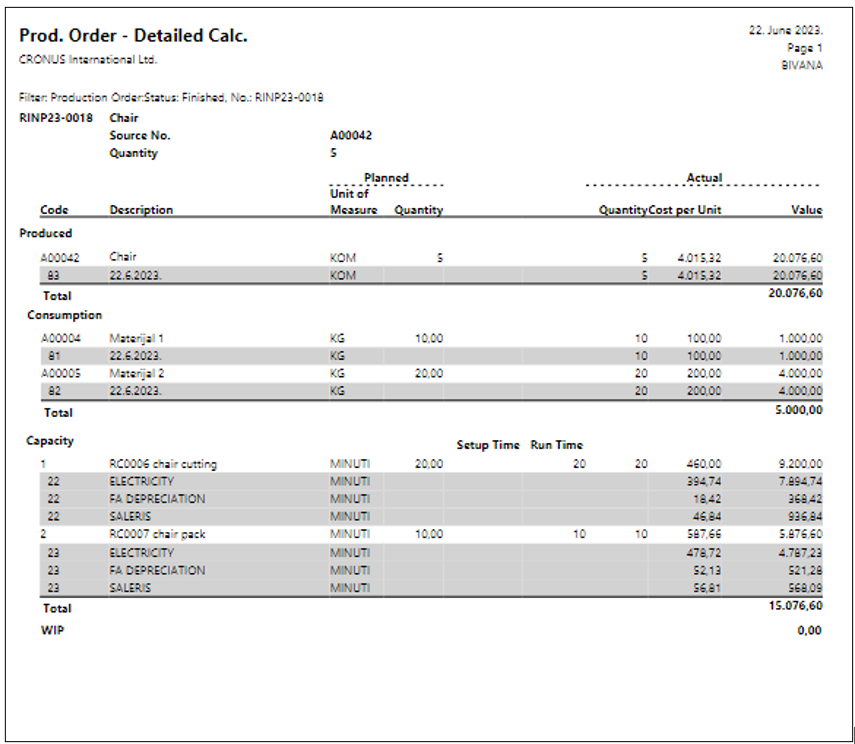 Prod. Order - Detailed Calc. 22. June 2023.
CRONUS International Ltd. Page 1
BIVANA
Filter: Production Order:Status: Finished, No.: RINP23-0018
RINP23-0018 Chair
Source No. A00042
Quantity 5
Planned Actual
Unit of
Code Description Measure Quantity Quantity Cost per Unit Value
Produced
A00042 Chair KOM 5 5 4.015,32 20.076,60
83 22.6.2023. KOM 5 4.015,32 20.076,60
Total 20.076,60
Consumption
A00004 Materijal 1 KG 10,00 10 100,00 1.000,00
81 22.6.2023. KG 10 100,00 1.000,00
A00005 Materijal 2 KG 20,00 20 200,00 4.000,00
82 22.6.2023. KG 20 200,00 4.000,00
Total 5.000,00
Capacity Setup Time Run Time
1 RC0006 chair cutting MINUTI 20,00 20 20 460,00 9.200,00
22 ELECTRICITY MINUTI 394,74 7.894,74
22 FA DEPRECIATION MINUTI 18,42 368,42
22 SALERIS MINUTI 46,84 936,84
2 RC0007 chair pack MINUTI 10,00 10 10 587,66 5.876,60
23 ELECTRICITY MINUTI 478,72 4.787,23
23 FA DEPRECIATION MINUTI 52,13 521,28
23 SALERIS MINUTI 56,81 568,09
Total 15.076,60
WIP 0,00